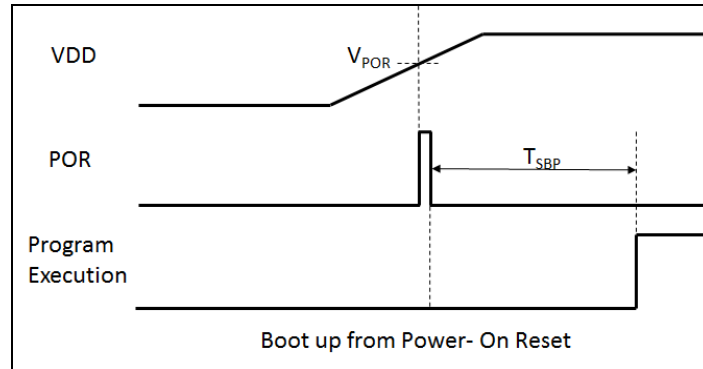 VDD
VPOR
POR
TSBP
Program
Execution
Boot up from Power- On Reset